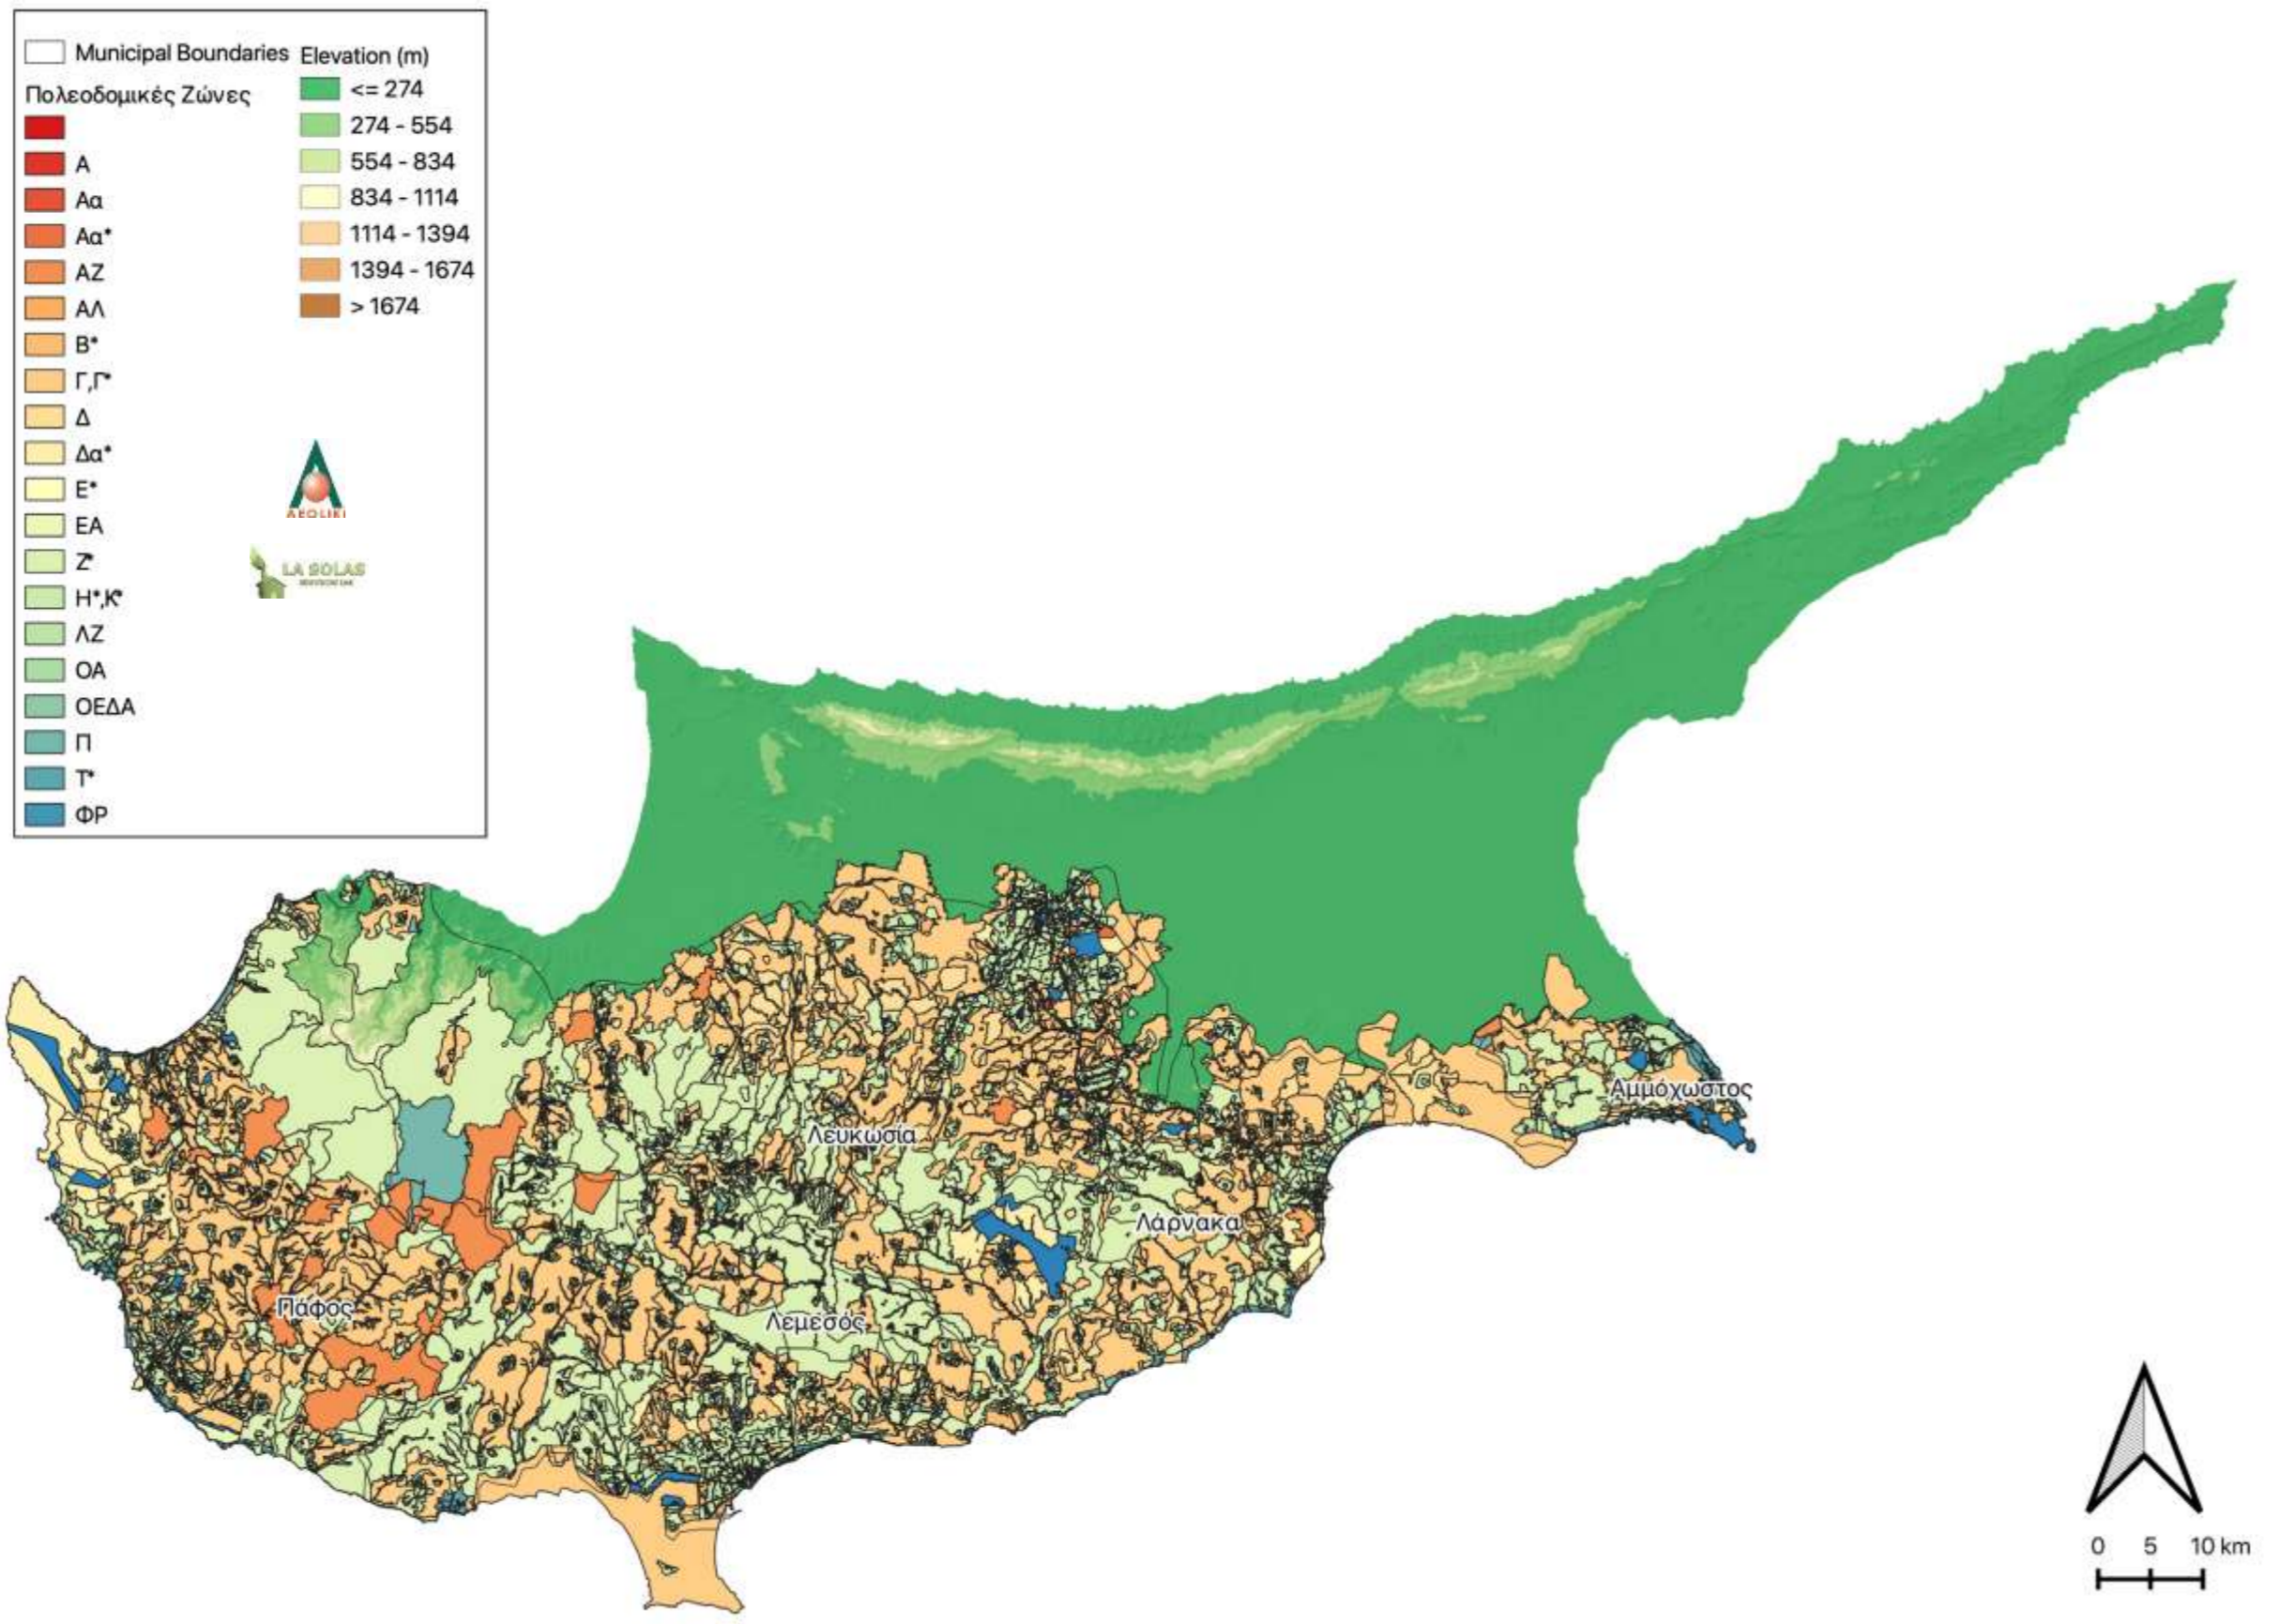 Municipal Boundaries
Πολεοδομικές Ζώνες
Α
Αα
Αα*
ΑΖ
ΑΛ
Β*
Γ,Γ*
Δ
Δα*
Ε*
ΕΑ
Ζ*
Η*,Κ*
ΛΖ
ΟΑ
ΟΕΔΑ
Π
Τ*
ΦΡ
Elevation (m)
<= 274
274 - 554
554 - 834
834 - 1114
1114 - 1394
1394 - 1674
> 1674
AEOLIKI
LA SOLAS
Αμμόχωστος
Λευκωσία
Λάρνακα
Πάφος
Λεμεσός
0 5 10 km